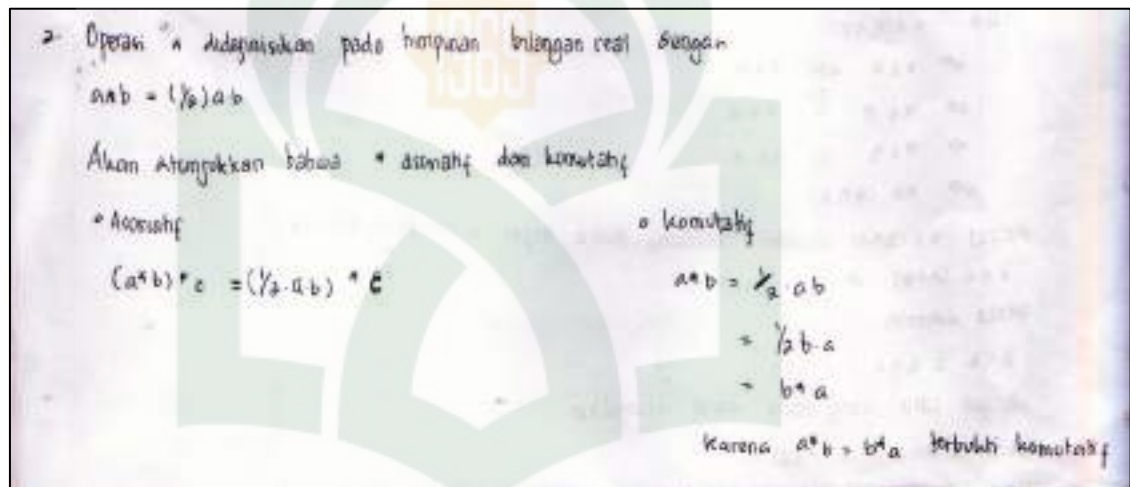 2. Operasi * didefinisikan pada himpunan bilangan real dengan
a*b = (1/2)ab
Akan ditunjukkan bahwa * asosiatif dan komutatif
• Asosiatif
(a*b)*c = (1/2.a.b) * c
• Komutatif
a*b = 1/2.ab
= 1/2 b.a
= b*a
Karena a*b = b*a terbukti komutatif